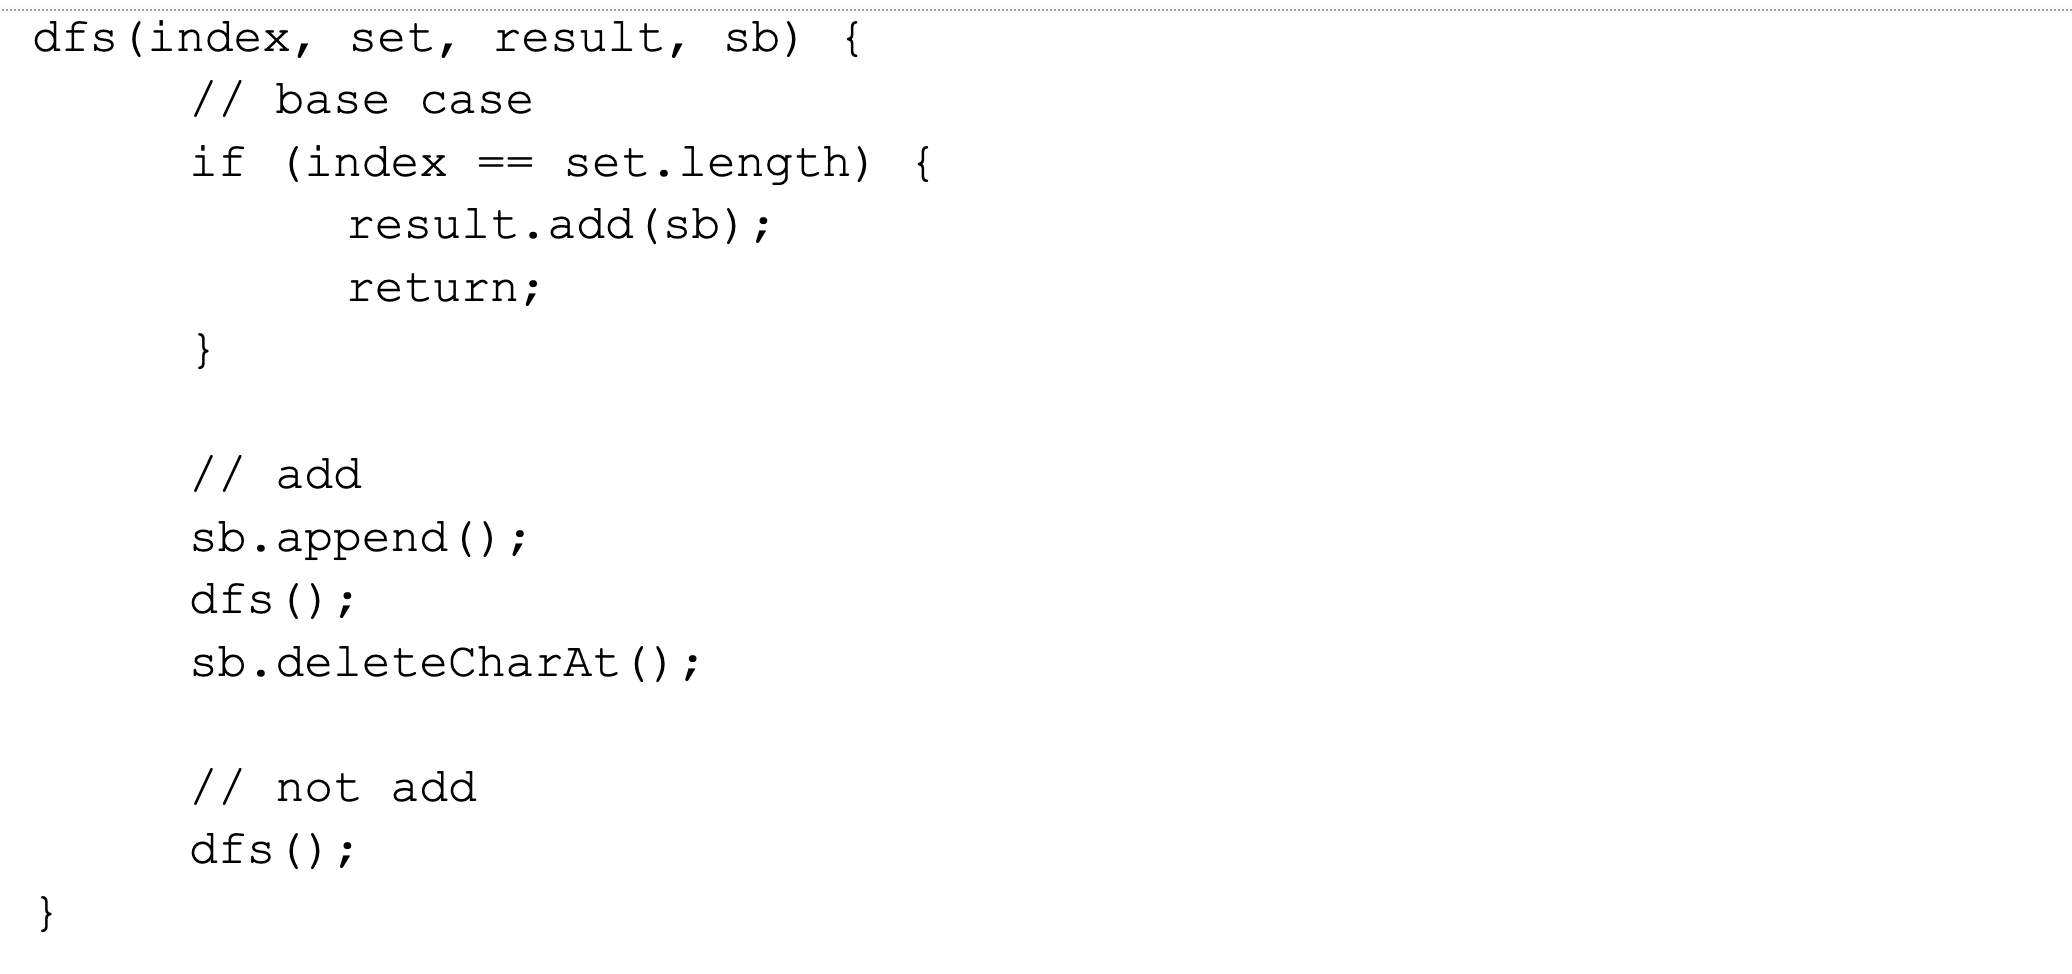 dfs(index, set, result, sb) {
// base case
if (index == set.length) {
result.add(sb);
return;
}
// add
sb.append();
dfs();
sb.deleteCharAt();
// not add
dfs();
}